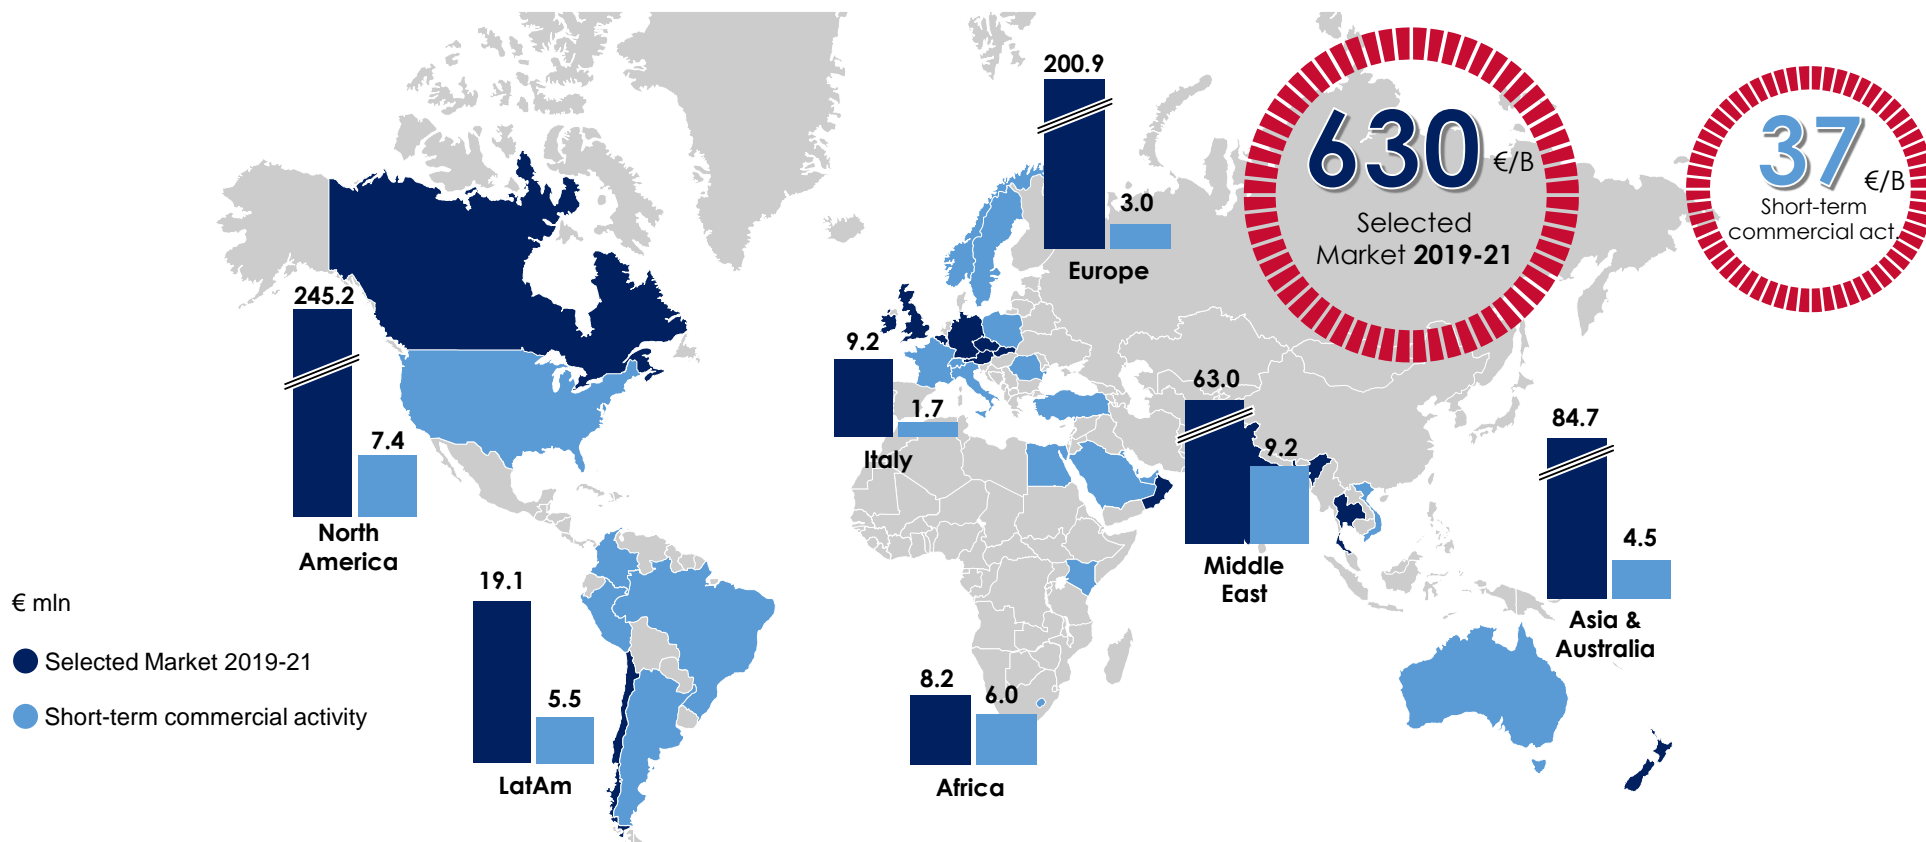 200.9
3.0
Europe
630 €/B
Selected
Market 2019-21
37 €/B
Short-term
commercial act.
245.2
7.4
North
America
9.2
1.7
Italy
63.0
9.2
Middle
East
84.7
4.5
Asia &
Australia
19.1
5.5
LatAm
8.2
6.0
Africa
€ mln
Selected Market 2019-21
Short-term commercial activity